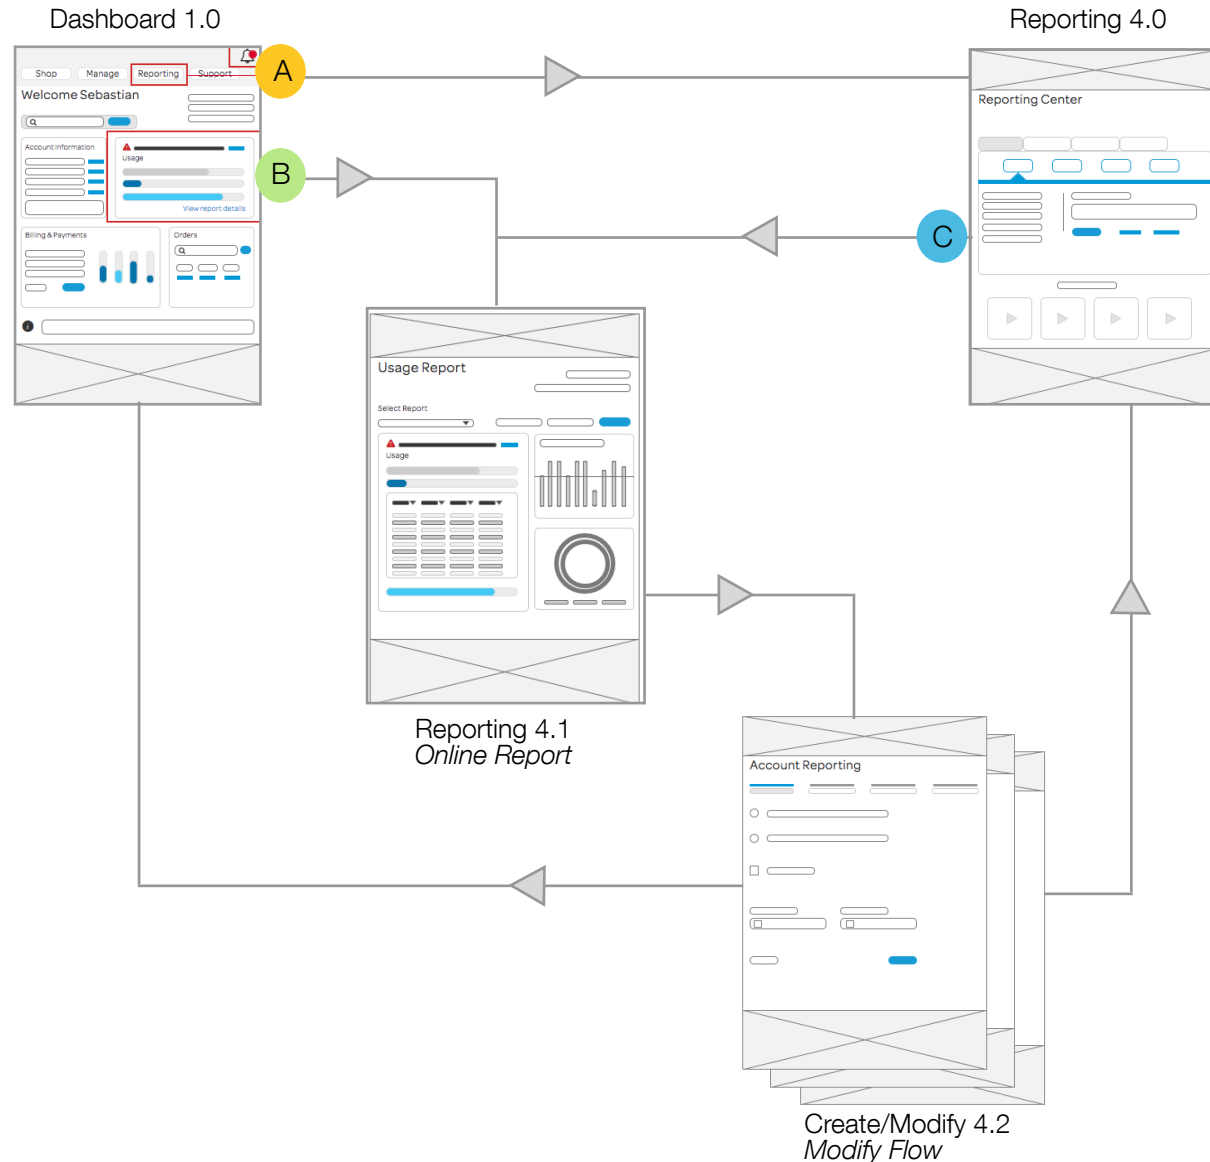 Dashboard 1.0
Reporting 4.0
Shop Manage Reporting Support
A
Welcome Sebastian
Reporting Center
Account information
Usage
B
View report details
C
Billing & Payments
Orders
i
Usage Report
Select Report
Usage
Reporting 4.1
Online Report
Account Reporting
Create/Modify 4.2
Modify Flow